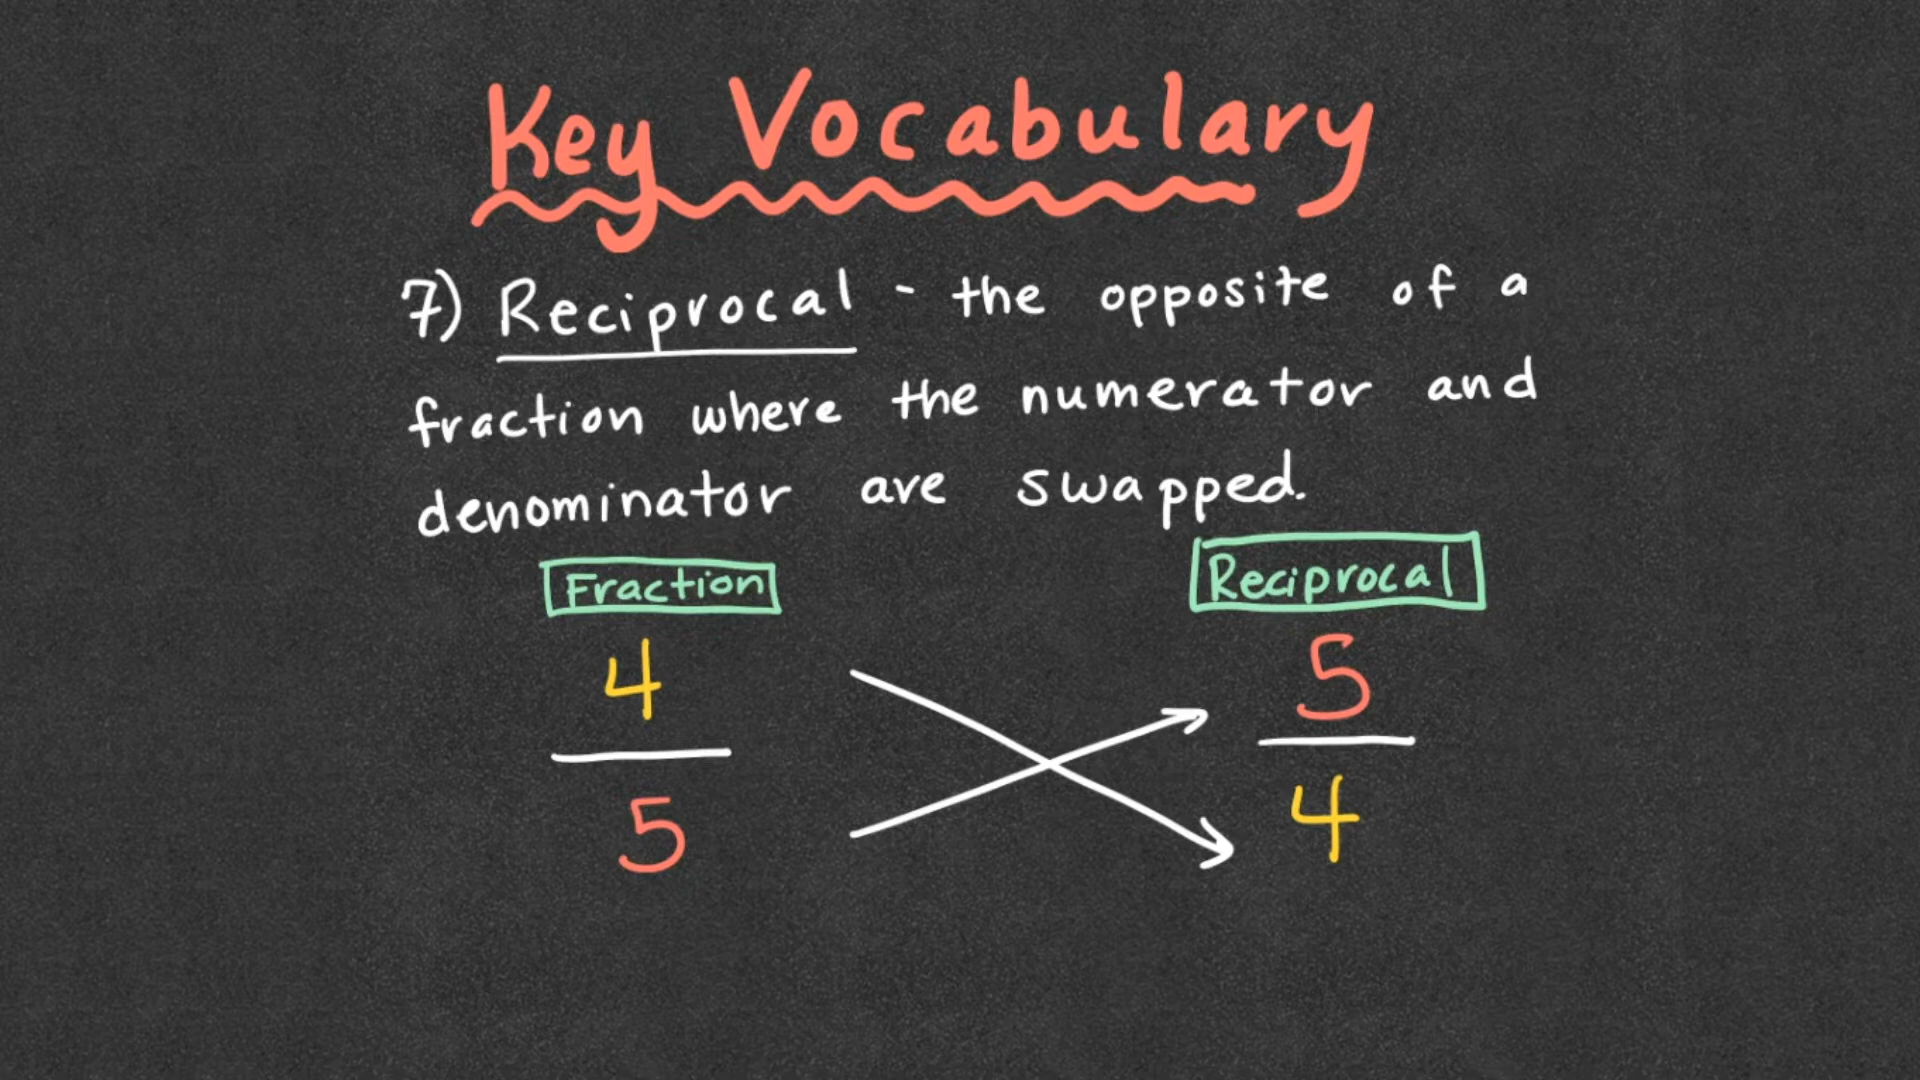 Key Vocabulary
7) Reciprocal - the opposite of a
fraction where the numerator and
denominator are swapped.
Fraction
Reciprocal
4
5
5
4